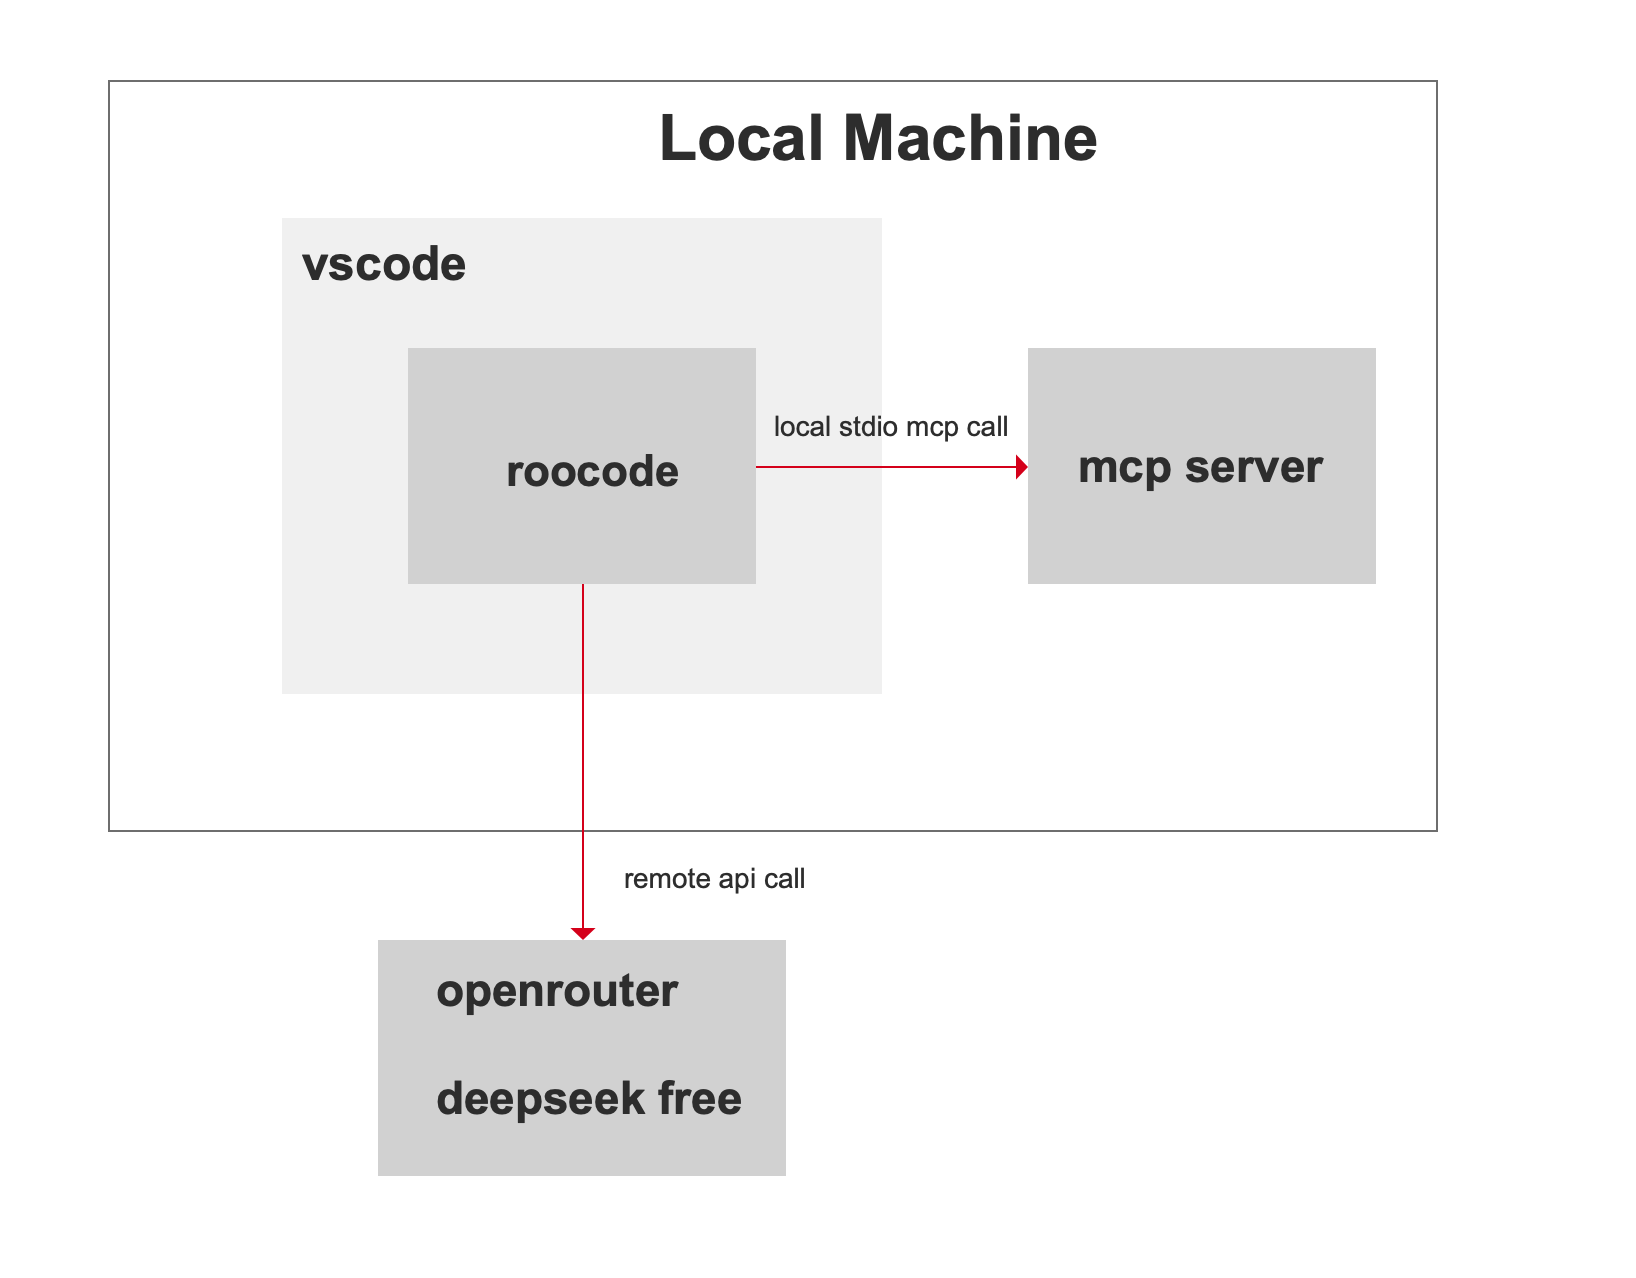 Local Machine
vscode
roocode
local stdio mcp call
mcp server
remote api call
openrouter
deepseek free